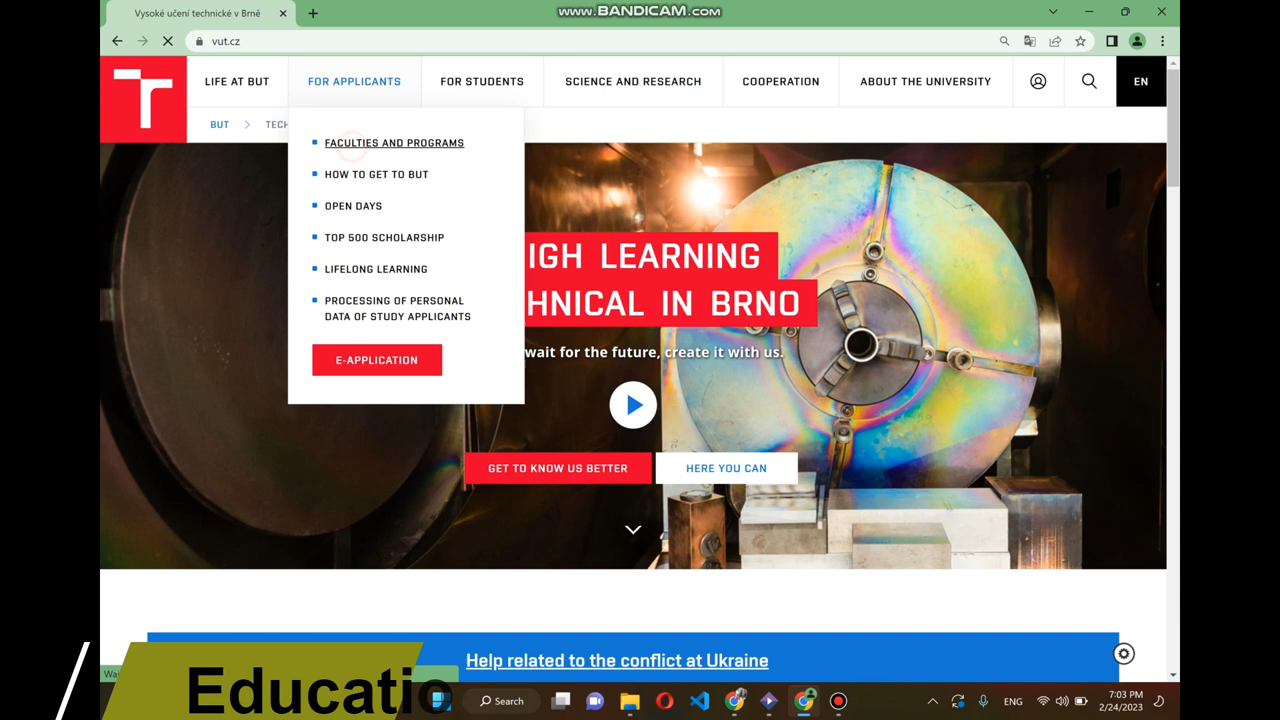 www.BANDICAM.com
Vysoké učení technické v Brně
vut.cz
LIFE AT BUT
FOR APPLICANTS
FOR STUDENTS
SCIENCE AND RESEARCH
COOPERATION
ABOUT THE UNIVERSITY
EN
BUT
TECH
FACULTIES AND PROGRAMS
HOW TO GET TO BUT
OPEN DAYS
TOP 500 SCHOLARSHIP
LIFELONG LEARNING
PROCESSING OF PERSONAL
DATA OF STUDY APPLICANTS
E-APPLICATION
IGH LEARNING
HNICAL IN BRNO
wait for the future, create it with us.
GET TO KNOW US BETTER
HERE YOU CAN
Help related to the conflict at Ukraine
Wai
Educatio
Search
ENG
7:03 PM
2/24/2023